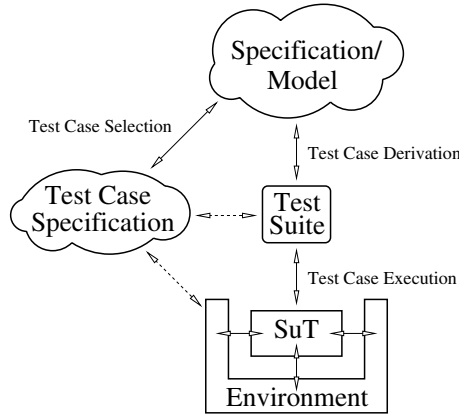 Specification/
Model
Test Case Selection
Test Case Derivation
Test Case
Specification
Test
Suite
Test Case Execution
SuT
Environment